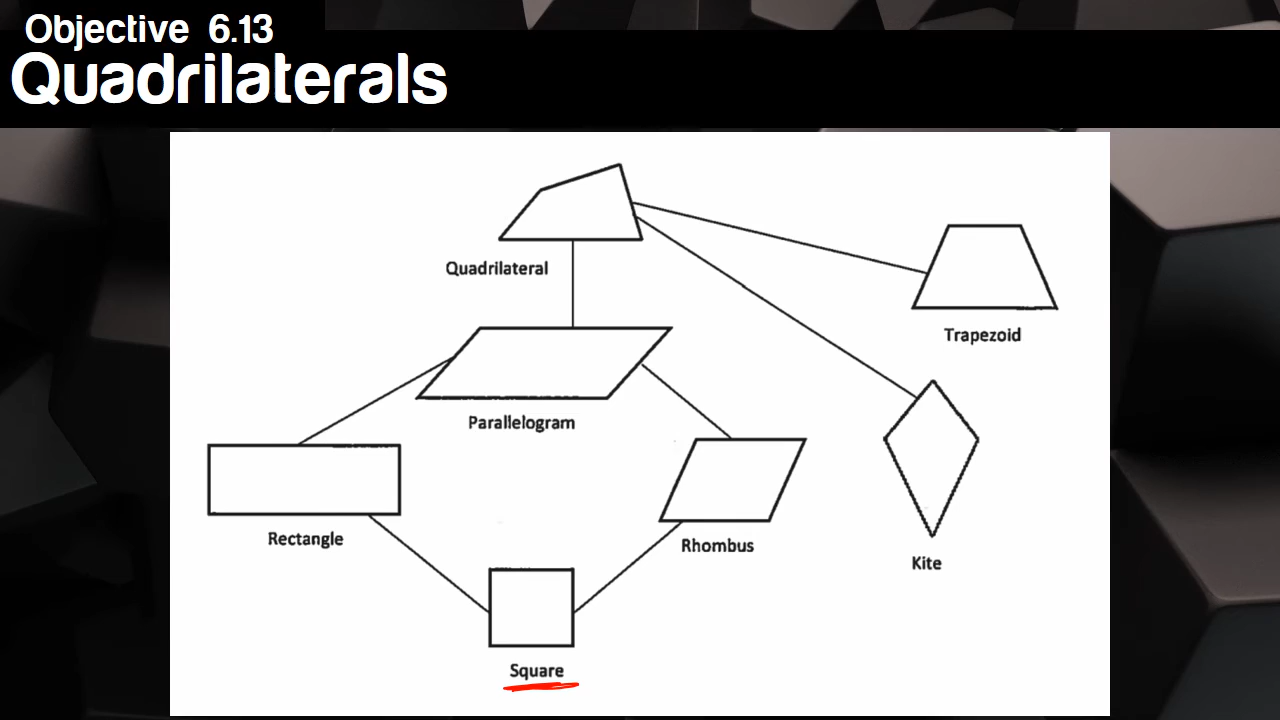 Objective 6.13
Quadrilaterals
Quadrilateral
Trapezoid
Parallelogram
Rectangle
Rhombus
Kite
Square